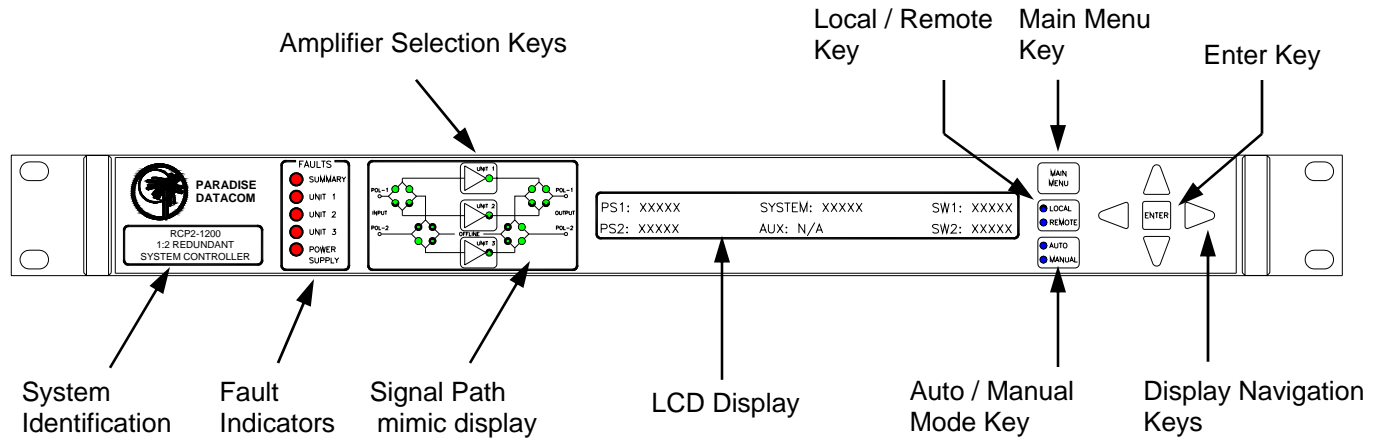 Amplifier Selection Keys
Local / Remote
Key
Main Menu
Key
Enter Key
PARADISE
DATACOM
RCP2-1200
1:2 REDUNDANT
SYSTEM CONTROLLER
FAULTS
SUMMARY
UNIT 1
UNIT 2
UNIT 3
POWER
SUPPLY
UNIT 1
POL-1
POL-1
INPUT
UNIT 2
OUTPUT
POL-2
OFFLINE
POL-2
UNIT 3
PS1: XXXXX SYSTEM: XXXXX SW1: XXXXX
PS2: XXXXX AUX: N/A SW2: XXXXX
MAIN
MENU
LOCAL
REMOTE
AUTO
MANUAL
ENTER
System
Identification
Fault
Indicators
Signal Path
mimic display
LCD Display
Auto / Manual
Mode Key
Display Navigation
Keys